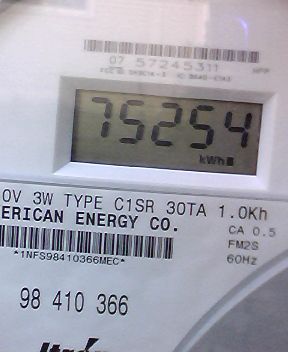 07 57245311
75254
kWh
0V 3W TYPE C1SR 30TA 1.0Kh
ERICAN ENERGY CO.
CA 0.5
FM2S
60Hz
*1NFS98410366MEC*
98 410 366